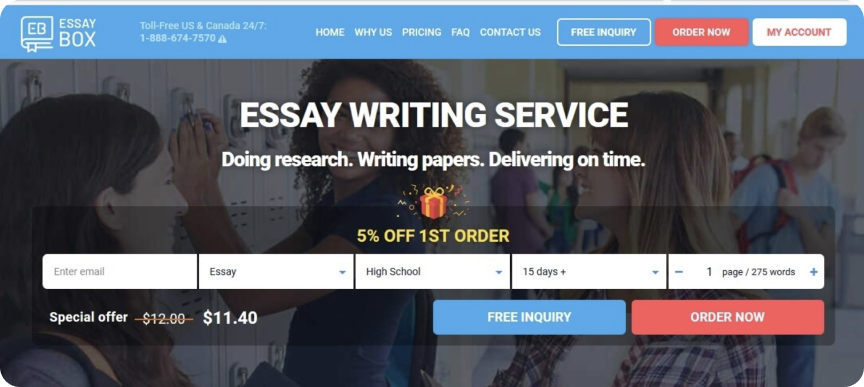 EB
ESSAY
BOX
Toll-Free US & Canada 24/7:
1-888-674-7570
HOME WHY US PRICING FAQ CONTACT US FREE INQUIRY ORDER NOW MY ACCOUNT
ESSAY WRITING SERVICE
Doing research. Writing papers. Delivering on time.
5% OFF 1ST ORDER
Enter email Essay High School 15 days + − 1 page / 275 words +
Special offer $12.00 $11.40 FREE INQUIRY ORDER NOW